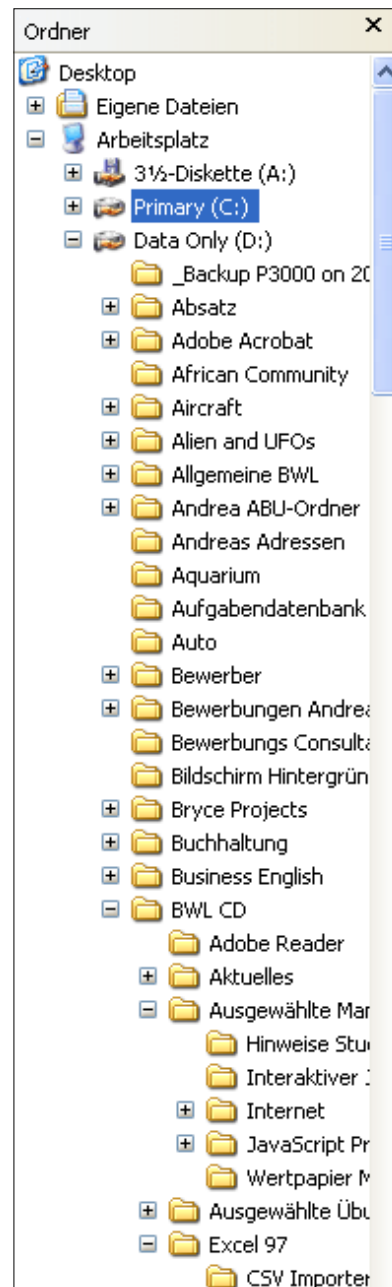 Ordner
Desktop
Eigene Dateien
Arbeitsplatz
3½-Diskette (A:)
Primary (C:)
Data Only (D:)
_Backup P3000 on 20
Absatz
Adobe Acrobat
African Community
Aircraft
Alien and UFOs
Allgemeine BWL
Andrea ABU-Ordner
Andreas Adressen
Aquarium
Aufgabendatenbank
Auto
Bewerber
Bewerbungen Andrea
Bewerbungs Consulta
Bildschirm Hintergrün
Bryce Projects
Buchhaltung
Business English
BWL CD
Adobe Reader
Aktuelles
Ausgewählte Mar
Hinweise Stu
Interaktiver
Internet
JavaScript Pr
Wertpapier
Ausgewählte Übu
Excel 97
CSV Importer